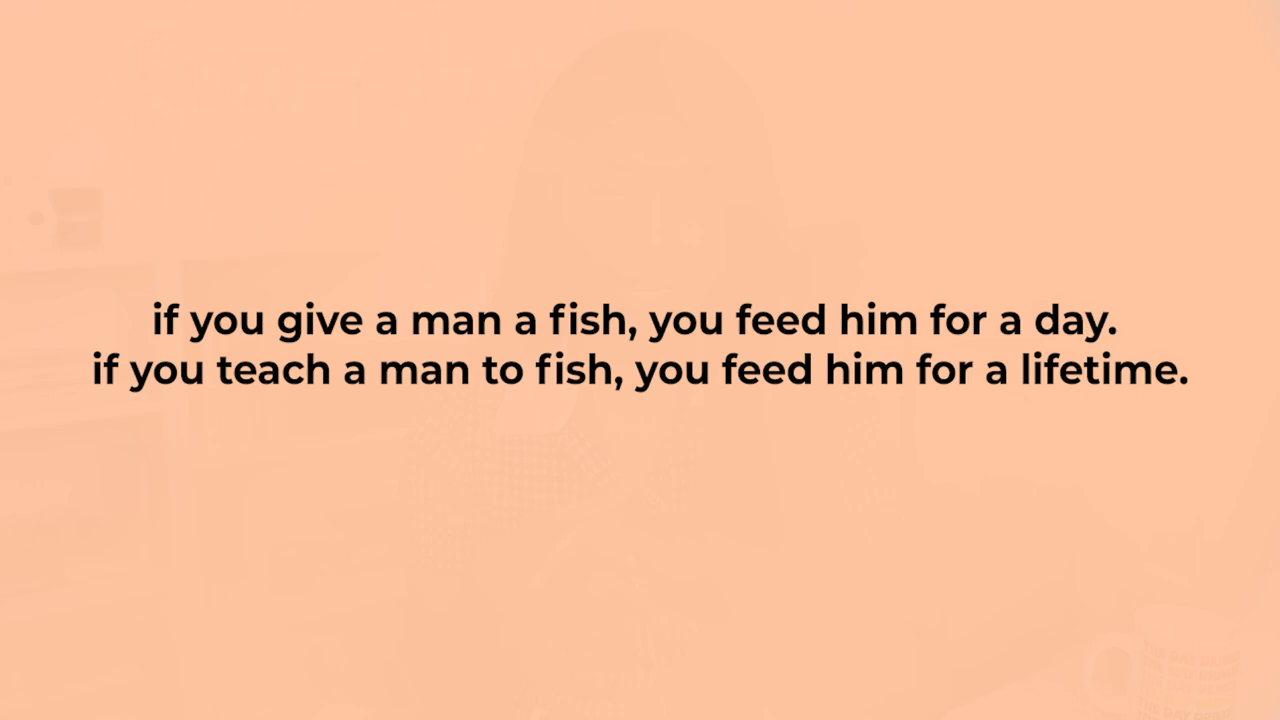 if you give a man a fish, you feed him for a day.
if you teach a man to fish, you feed him for a lifetime.